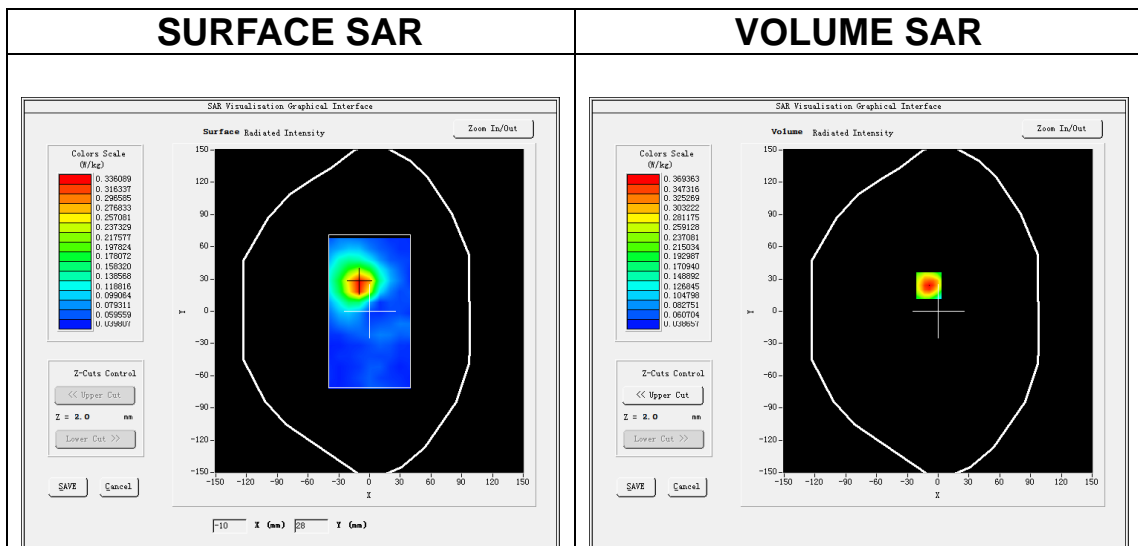 SURFACE SAR
SAR Visualisation Graphical Interface
Surface Radiated Intensity
Zoom In/Out
Colors Scale
(W/kg)
0.336089
0.316337
0.296585
0.276833
0.257081
0.237329
0.217577
0.197824
0.178072
0.158320
0.138568
0.118816
0.099064
0.079311
0.059559
0.039807
150
120
90
60
30
0
-30
-60
-90
-120
-150
Y
-150 -120 -90 -60 -30 0 30 60 90 120 150
X
Z-Cuts Control
<< Upper Cut
Z = 2.0 mm
Lower Cut >>
SAVE Cancel
-10 X (mm) 28 Y (mm)
VOLUME SAR
SAR Visualisation Graphical Interface
Volume Radiated Intensity
Zoom In/Out
Colors Scale
(W/kg)
0.369363
0.347316
0.325269
0.303222
0.281175
0.259128
0.237081
0.215034
0.192987
0.170940
0.148892
0.126845
0.104798
0.082751
0.060704
0.038657
150
120
90
60
30
0
-30
-60
-90
-120
-150
Y
-150 -120 -90 -60 -30 0 30 60 90 120 150
X
Z-Cuts Control
<< Upper Cut
Z = 2.0 mm
Lower Cut >>
SAVE Cancel